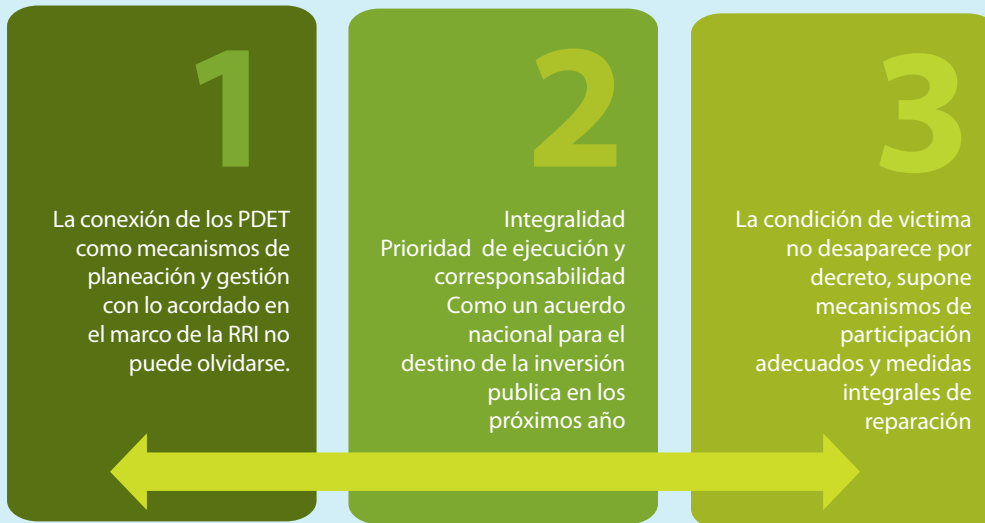 1
La conexión de los PDET
como mecanismos de
planeación y gestión
con lo acordado en
el marco de la RRI no
puede olvidarse.
2
Integralidad
Prioridad de ejecución y
corresponsabilidad
Como un acuerdo
nacional para el
destino de la inversión
publica en los
próximos año
3
La condición de victima
no desaparece por
decreto, supone
mecanismos de
participación
adecuados y medidas
integrales de
reparación